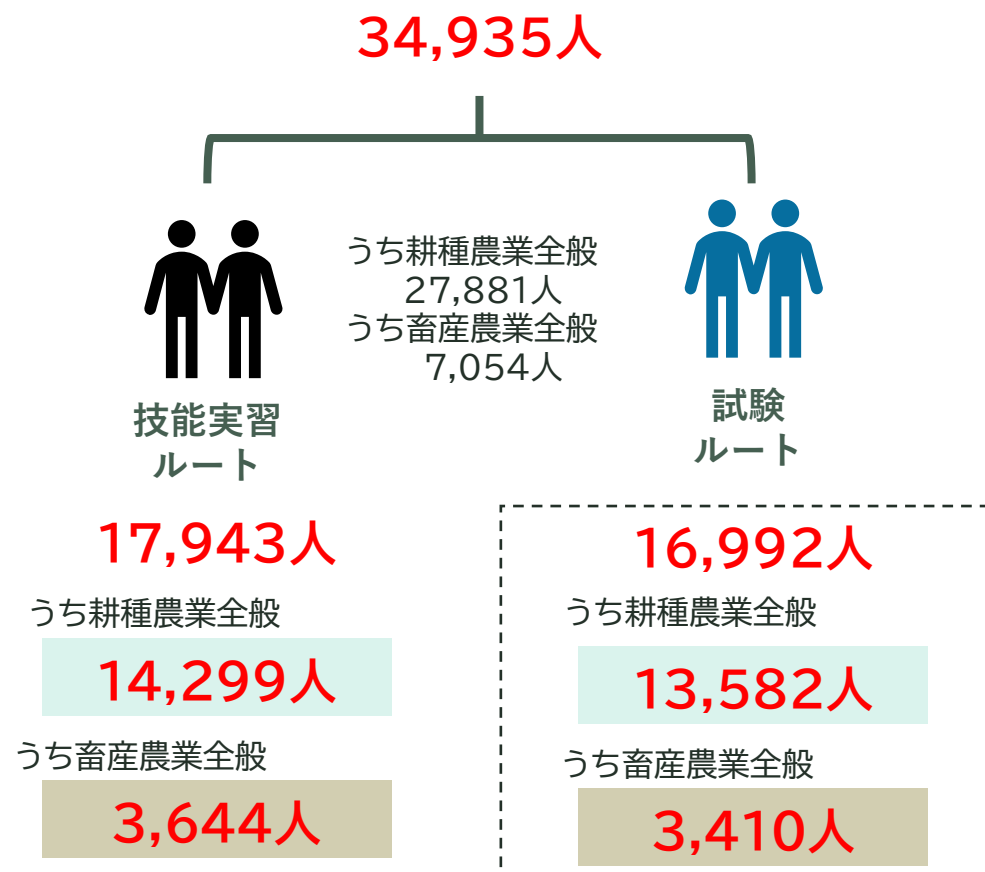 34,935人
うち耕種農業全般
27,881人
うち畜産農業全般
7,054人
技能実習
ルート
17,943人
うち耕種農業全般
14,299人
うち畜産農業全般
3,644人
試験
ルート
16,992人
うち耕種農業全般
13,582人
うち畜産農業全般
3,410人